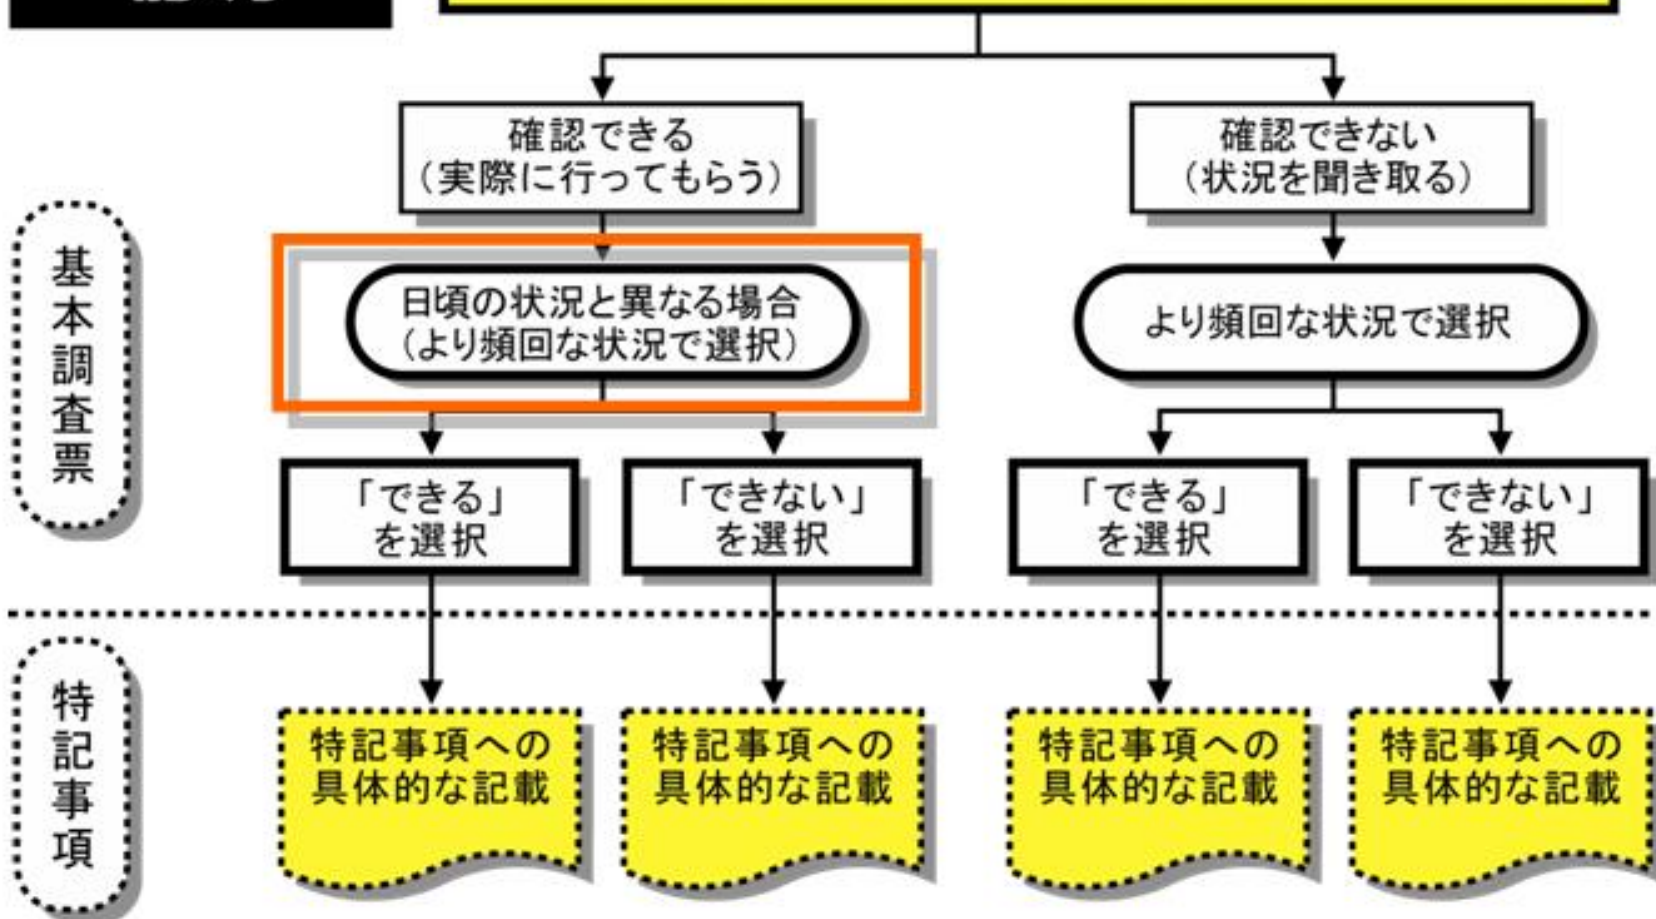 確認できる
（実際に行ってもらう）
確認できない
（状況を聞き取る）
基本調査票
日頃の状況と異なる場合
（より頻回な状況で選択）
より頻回な状況で選択
「できる」
を選択
「できない」
を選択
「できる」
を選択
「できない」
を選択
特記事項
特記事項への
具体的な記載
特記事項への
具体的な記載
特記事項への
具体的な記載
特記事項への
具体的な記載